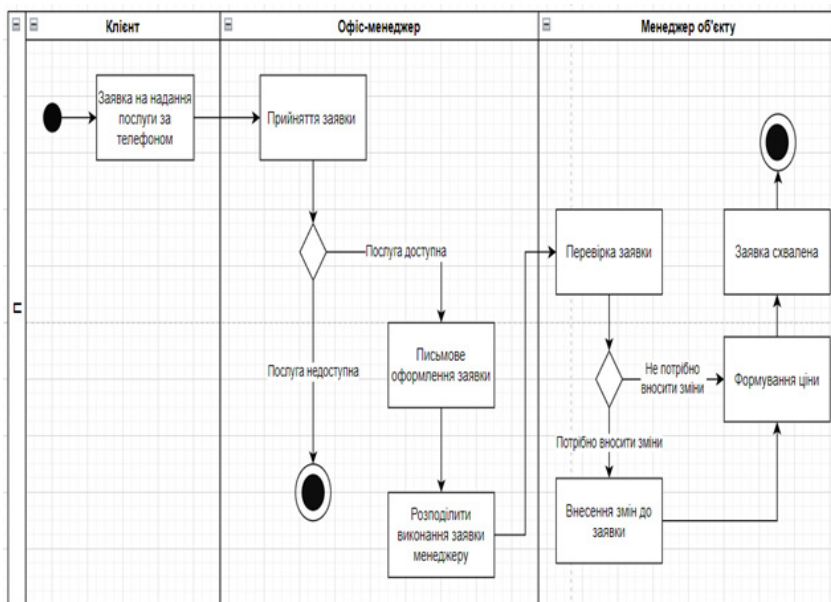 Клієнт
Офіс-менеджер
Менеджер об'єкту
Заявка на надання
послуги за
телефоном
Прийняття заявки
Послуга доступна
Послуга недоступна
Письмове
оформлення заявки
Розподілити
виконання заявки
менеджеру
Перевірка заявки
Не потрібно
вносити зміни
Потрібно вносити зміни
Внесення змін до
заявки
Формування ціни
Заявка схвалена